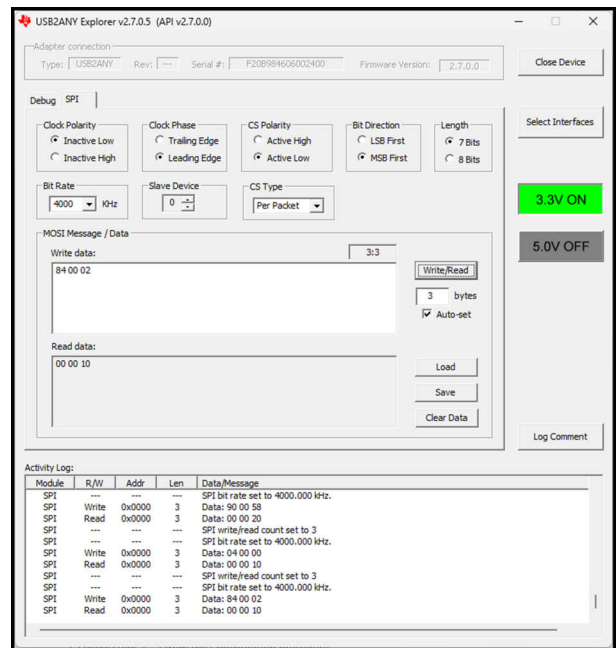 USB2ANY Explorer v2.7.0.5 (API v2.7.0.0)
Adapter connection
Type: USB2ANY Rev: --- Serial #: F20B984606002400 Firmware Version: 2.7.0.0
Close Device
Debug SPI
Select Interfaces
Clock Polarity
Inactive Low
Inactive High
Clock Phase
Trailing Edge
Leading Edge
CS Polarity
Active High
Active Low
Bit Direction
LSB First
MSB First
Length
7 Bits
8 Bits
Bit Rate
4000 KHz
Slave Device
0
CS Type
Per Packet
3.3V ON
5.0V OFF
MOSI Message / Data
Write data: 3:3
84 00 02
Write/Read
3 bytes
Auto-set
Read data:
00 00 10
Load
Save
Clear Data
Log Comment
Activity Log:
Module R/W Addr Len Data/Message
SPI --- --- --- SPI bit rate set to 4000.000 kHz.
SPI Write 0x0000 3 Data: 90 00 58
SPI Read 0x0000 3 Data: 00 00 20
SPI --- --- --- SPI write/read count set to 3
SPI --- --- --- SPI bit rate set to 4000.000 kHz.
SPI Write 0x0000 3 Data: 04 00 00
SPI Read 0x0000 3 Data: 00 00 10
SPI --- --- --- SPI write/read count set to 3
SPI --- --- --- SPI bit rate set to 4000.000 kHz.
SPI Write 0x0000 3 Data: 84 00 02
SPI Read 0x0000 3 Data: 00 00 10